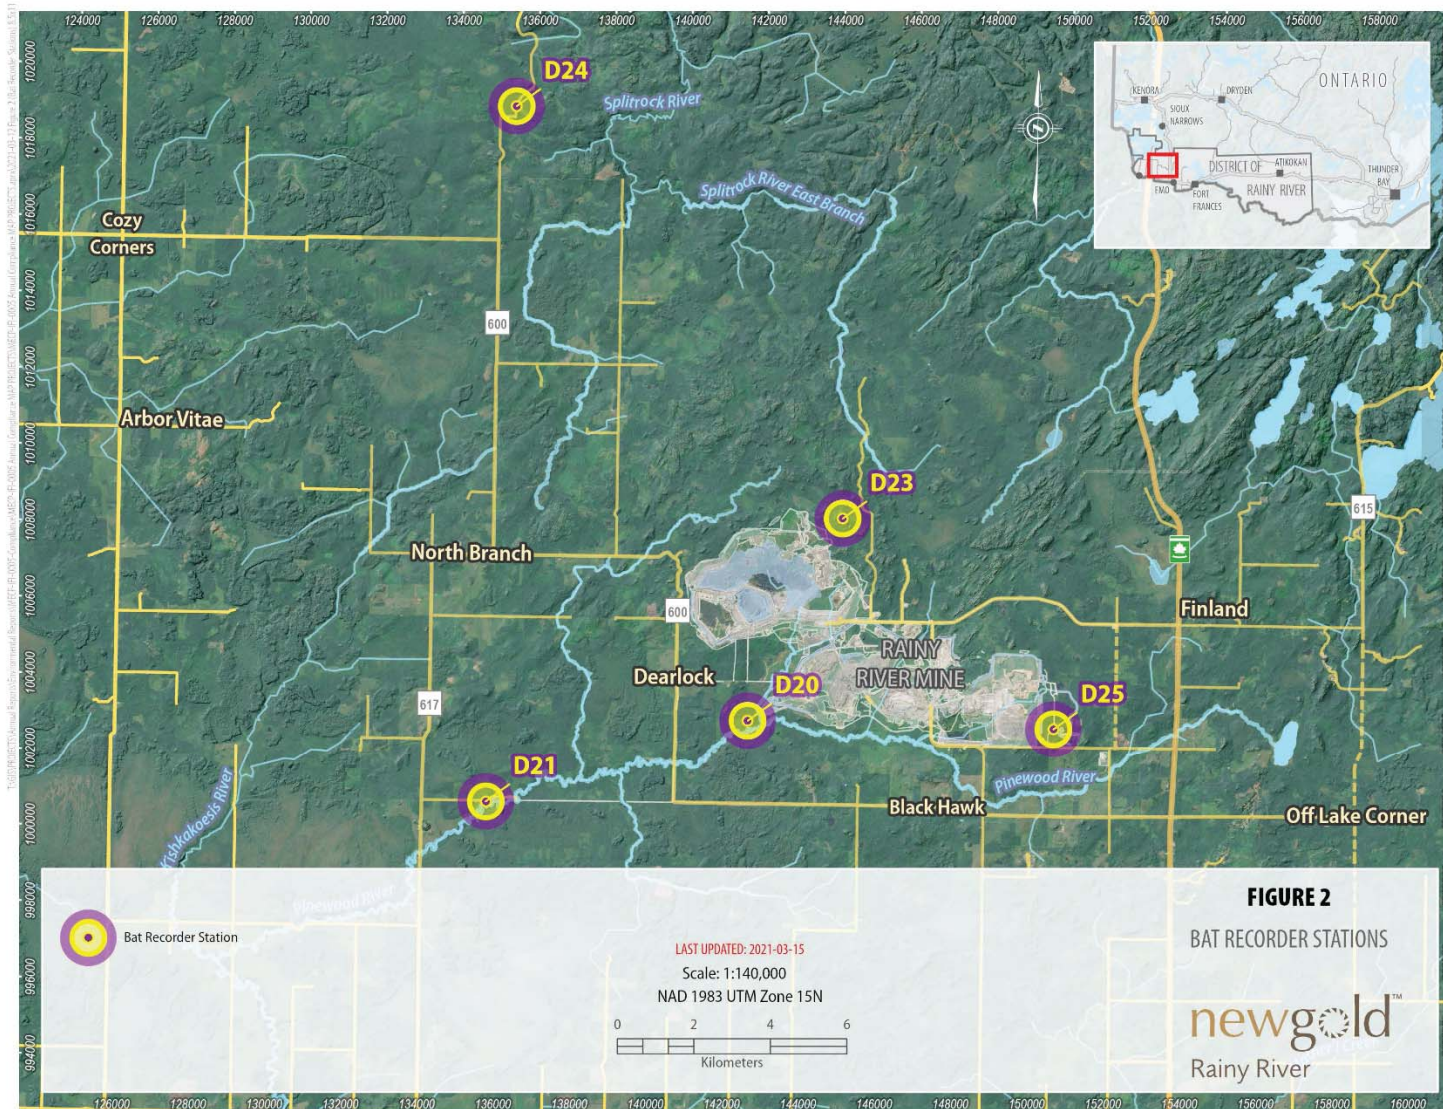 124000 126000 128000 130000 132000 134000 136000 138000 140000 142000 144000 146000 148000 150000 152000 154000 156000 158000
1020000
1018000
1016000
1014000
1012000
1010000
1008000
1006000
1004000
1002000
1000000
998000
996000
994000
D24
Splitrock River
Splitrock River East Branch
ONTARIO
KENORA
DRYDEN
SIOUX
NARROWS
DISTRICT OF
RAINY RIVER
ATIKOKAN
THUNDER
BAY
EMO
FORT
FRANCES
Cozy
Corners
600
Arbor Vitae
D23
615
North Branch
600
Finland
RAINY
RIVER MINE
Dearlock
D20
D25
617
D21
Pinewood River
Black Hawk
Off Lake Corner
Kishkakoesis River
Pinewood River
Bat Recorder Station
LAST UPDATED: 2021-03-15
Scale: 1:140,000
NAD 1983 UTM Zone 15N
0 2 4 6
Kilometers
FIGURE 2
BAT RECORDER STATIONS
newgold™
Rainy River
126000 128000 130000 132000 134000 136000 138000 140000 142000 144000 146000 148000 150000 152000 154000 156000 158000 160000